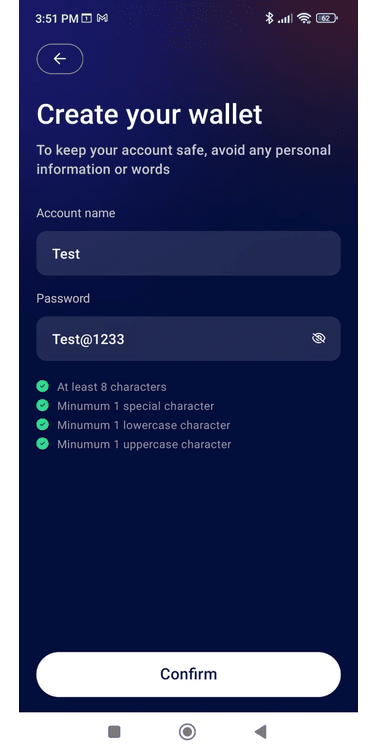 3:51 PM
62
Create your wallet
To keep your account safe, avoid any personal
information or words
Account name
Test
Password
Test@1233
At least 8 characters
Minumum 1 special character
Minumum 1 lowercase character
Minumum 1 uppercase character
Confirm